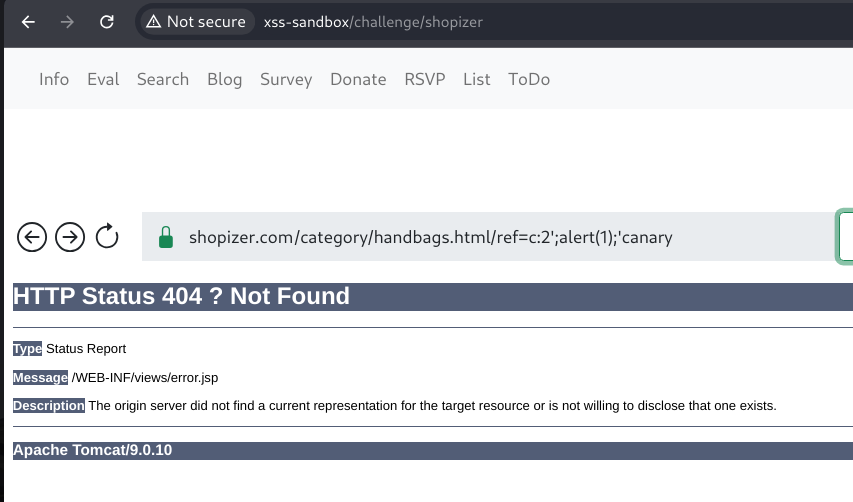 Not secure xss-sandbox/challenge/shopizer
Info Eval Search Blog Survey Donate RSVP List ToDo
shopizer.com/category/handbags.html/ref=c:2';alert(1);'canary
HTTP Status 404 ? Not Found
Type Status Report
Message /WEB-INF/views/error.jsp
Description The origin server did not find a current representation for the target resource or is not willing to disclose that one exists.
Apache Tomcat/9.0.10